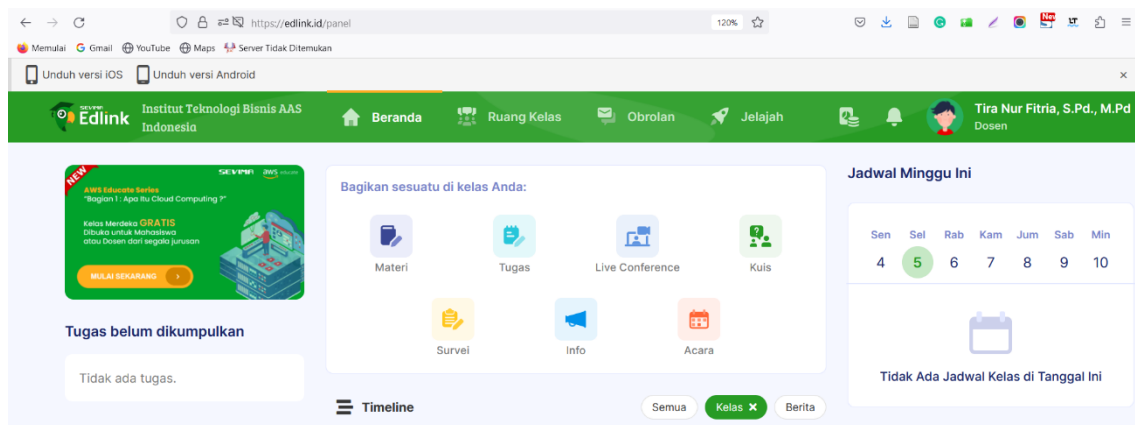 https://edlink.id/panel
120%
New
LT
Memulai
Gmail
YouTube
Maps
Server Tidak Ditemukan
Unduh versi iOS
Unduh versi Android
SEVIMA
Edlink
Institut Teknologi Bisnis AAS
Indonesia
Beranda
Ruang Kelas
Obrolan
Jelajah
Tira Nur Fitria, S.Pd., M.Pd
Dosen
NEW
SEVIMA aws educate
AWS Educate Series
"Bagian 1 : Apa Itu Cloud Computing ?"
Kelas Merdeka GRATIS
Dibuka untuk Mahasiswa
atau Dosen dari segala jurusan
MULAI SEKARANG
Tugas belum dikumpulkan
Tidak ada tugas.
Bagikan sesuatu di kelas Anda:
Materi
Tugas
Live Conference
Kuis
Survei
Info
Acara
Timeline
Semua
Kelas
Berita
Jadwal Minggu Ini
Sen Sel Rab Kam Jum Sab Min
4 5 6 7 8 9 10
Tidak Ada Jadwal Kelas di Tanggal Ini